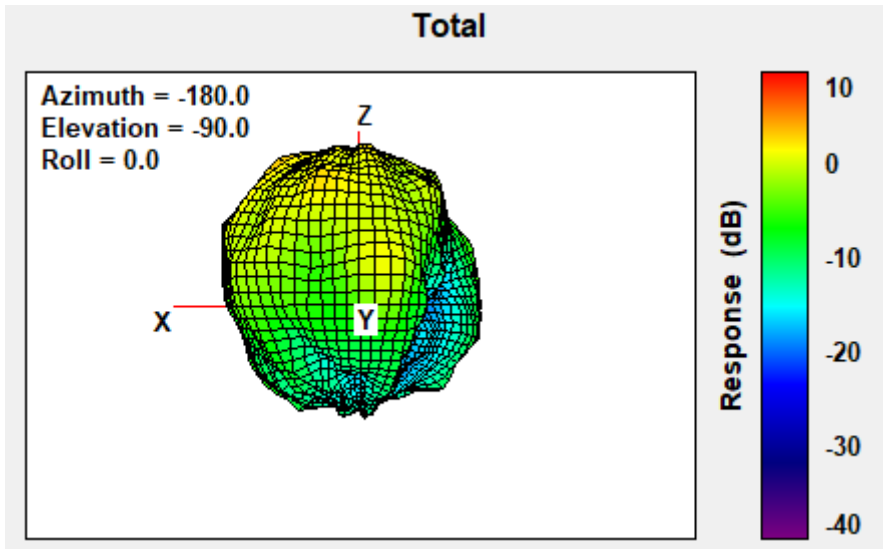 Total
Azimuth = -180.0
Elevation = -90.0
Roll = 0.0
Z
X
Y
Response (dB)
10
0
-10
-20
-30
-40